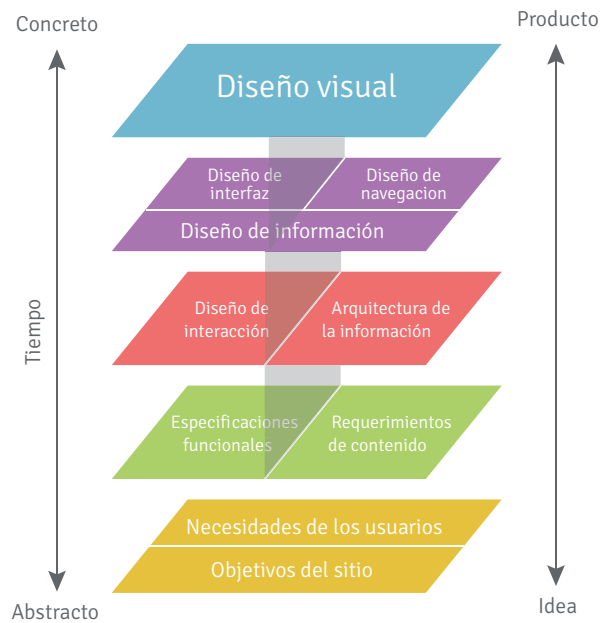 Concreto
Producto
Diseño visual
Diseño de
interfaz
Diseño de
navegacion
Diseño de información
Tiempo
Diseño de
interacción
Arquitectura de
la información
Especificaciones
funcionales
Requerimientos
de contenido
Necesidades de los usuarios
Objetivos del sitio
Abstracto
Idea